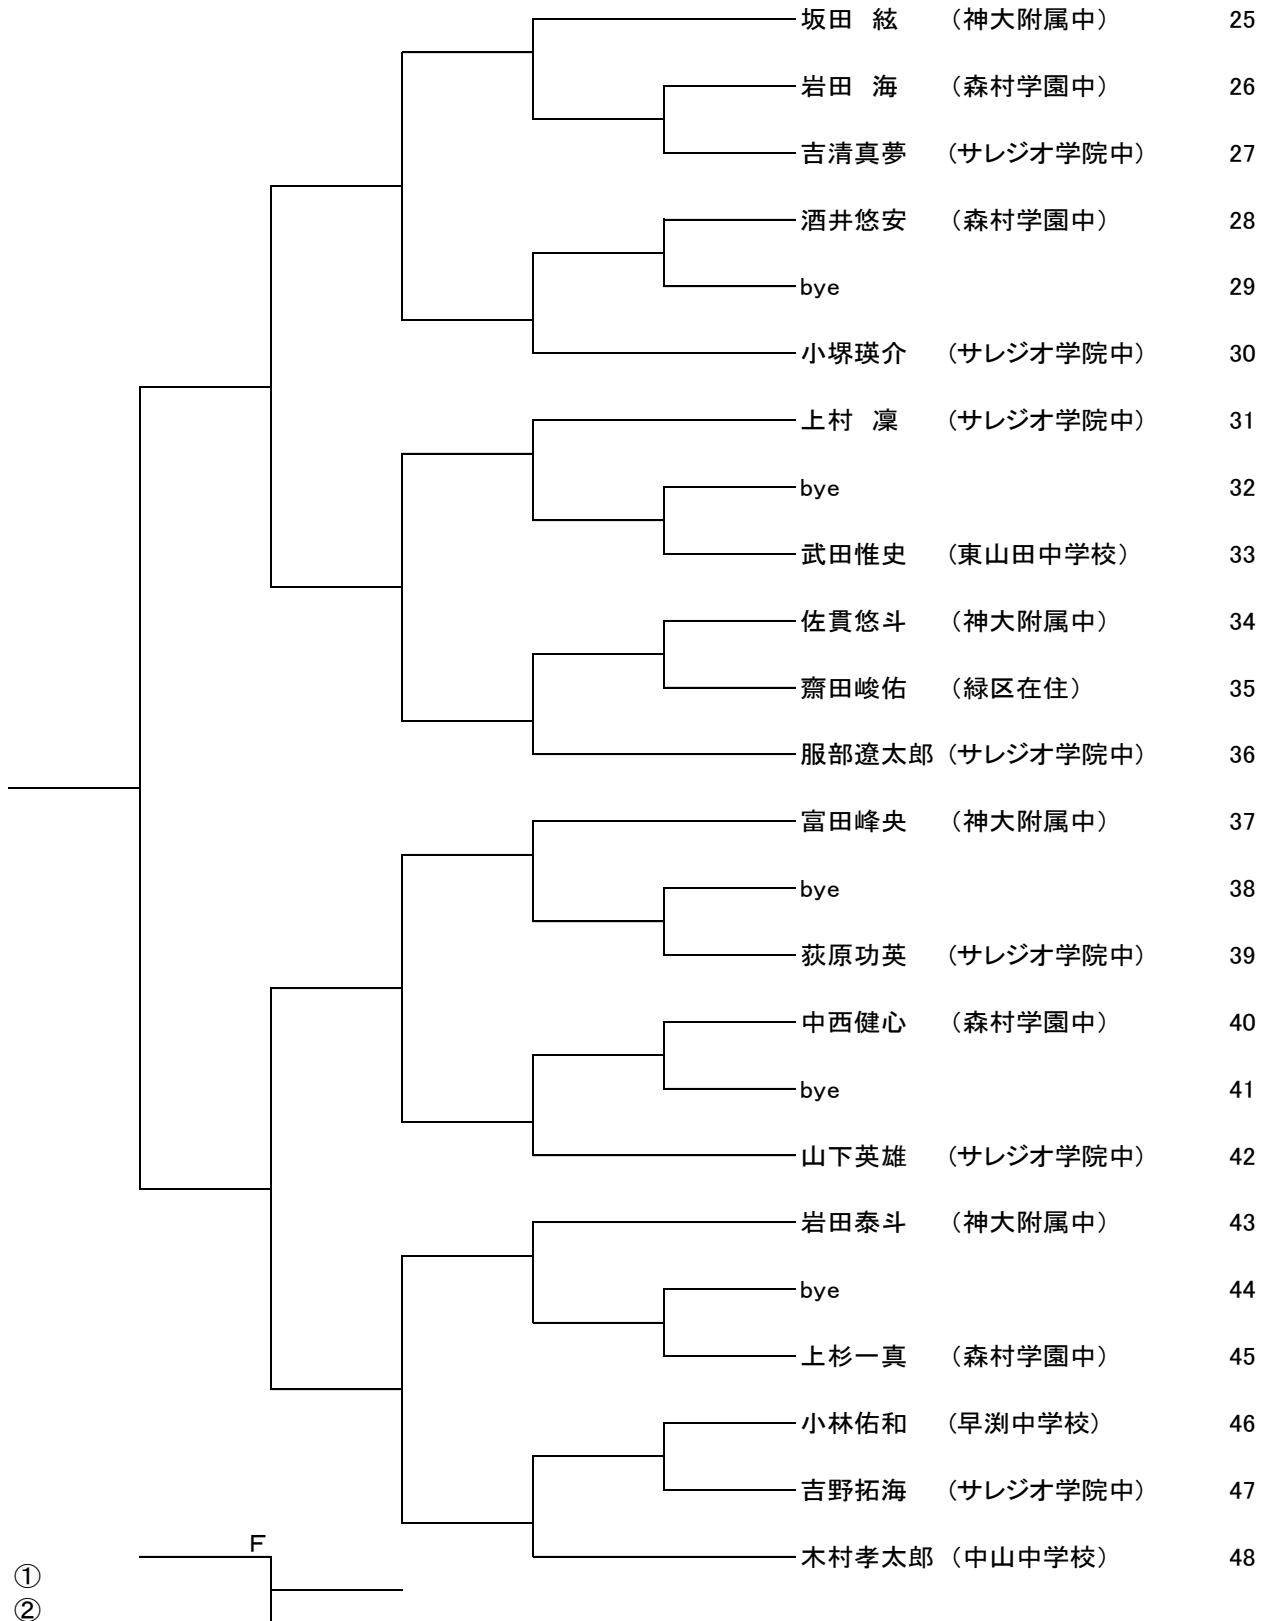 坂田　紘　（神大附属中）　25
岩田　海　（森村学園中）　26
吉清真夢　（サレジオ学院中）　27
酒井悠安　（森村学園中）　28
bye　29
小堺瑛介　（サレジオ学院中）　30
上村　凜　（サレジオ学院中）　31
bye　32
武田惟史　（東山田中学校）　33
佐貫悠斗　（神大附属中）　34
齋田峻佑　（緑区在住）　35
服部遼太郎（サレジオ学院中）　36
富田峰央　（神大附属中）　37
bye　38
荻原功英　（サレジオ学院中）　39
中西健心　（森村学園中）　40
bye　41
山下英雄　（サレジオ学院中）　42
岩田泰斗　（神大附属中）　43
bye　44
上杉一真　（森村学園中）　45
小林佑和　（早渕中学校）　46
吉野拓海　（サレジオ学院中）　47
F
木村孝太郎（中山中学校）　48
①
②